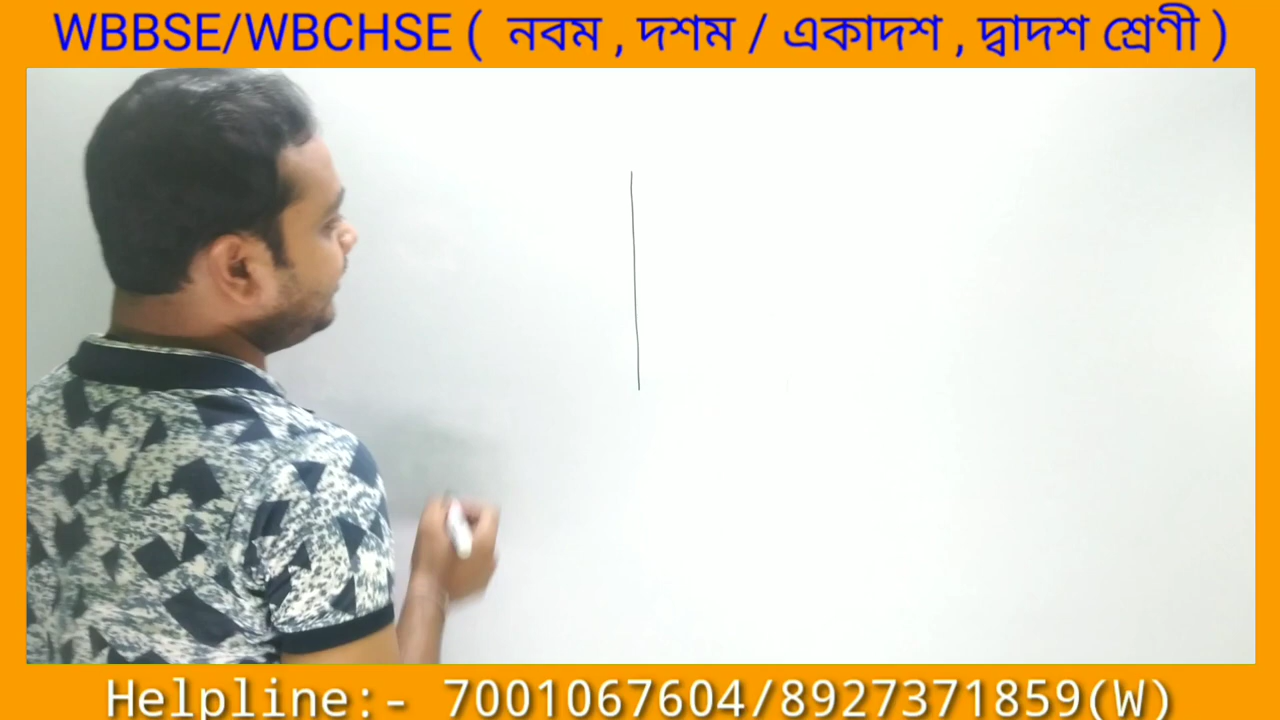 WBBSE/WBCHSE ( নবম , দশম / একাদশ , দ্বাদশ শ্রেণী )
Helpline:- 7001067604/8927371859(W)